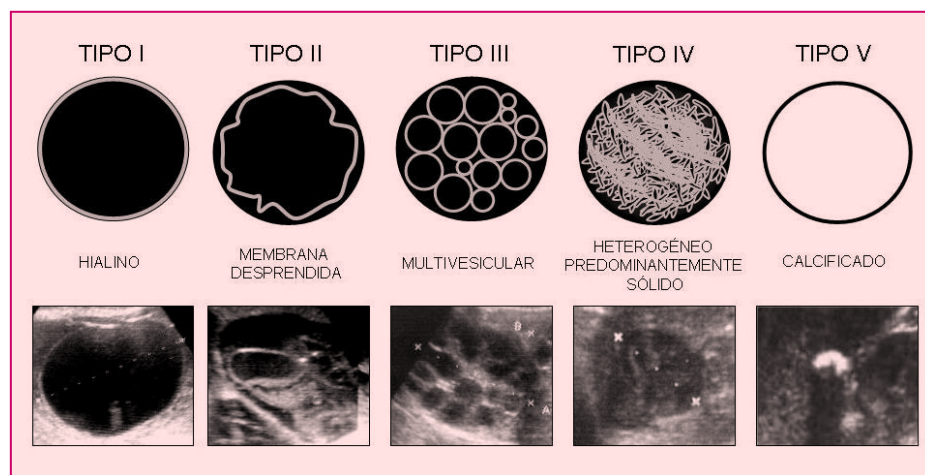 TIPO I
TIPO II
TIPO III
TIPO IV
TIPO V
HIALINO
MEMBRANA
DESPRENDIDA
MULTIVESICULAR
HETEROGÉNEO
PREDOMINANTEMENTE
SÓLIDO
CALCIFICADO
B
A